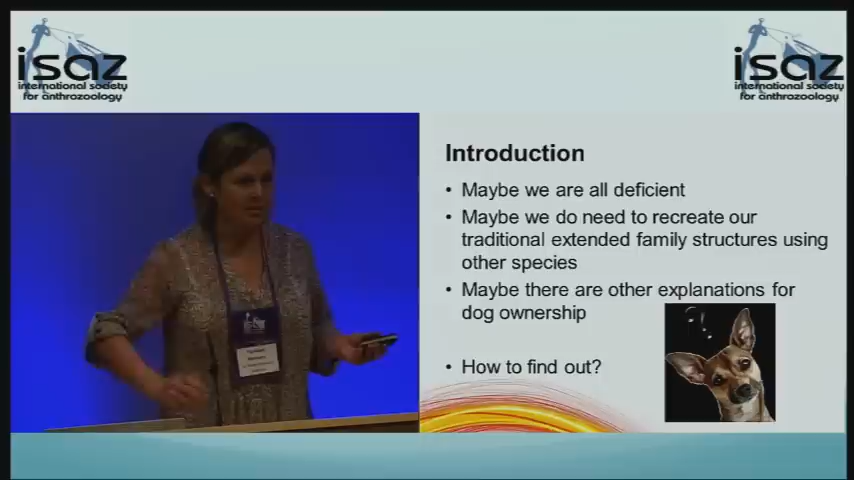 isaz
international society
for anthrozoology
isaz
international society
for anthrozoology
Introduction
• Maybe we are all deficient
• Maybe we do need to recreate our
traditional extended family structures using
other species
• Maybe there are other explanations for
dog ownership
• How to find out?